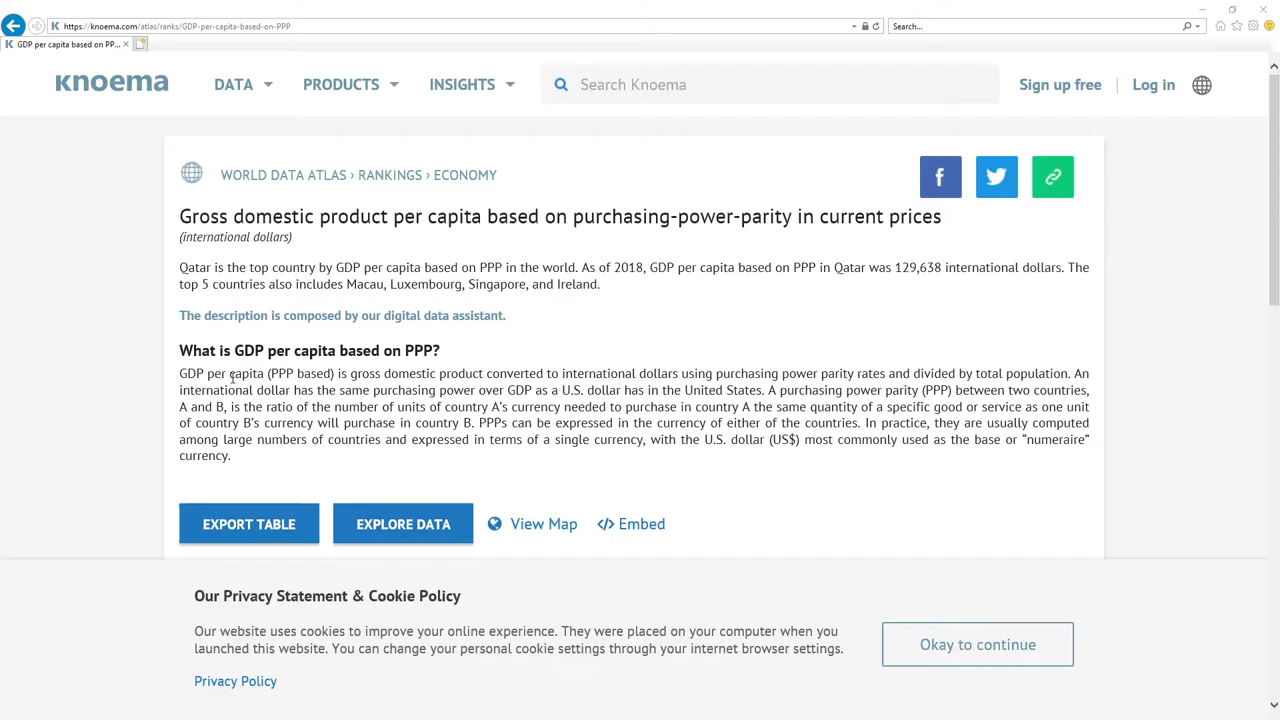 https://knoema.com/atlas/ranks/GDP-per-capita-based-on-PPP
Search...
GDP per capita based on PP...
knoema
DATA
PRODUCTS
INSIGHTS
Search Knoema
Sign up free
Log in
WORLD DATA ATLAS › RANKINGS › ECONOMY
Gross domestic product per capita based on purchasing-power-parity in current prices
(international dollars)
Qatar is the top country by GDP per capita based on PPP in the world. As of 2018, GDP per capita based on PPP in Qatar was 129,638 international dollars. The
top 5 countries also includes Macau, Luxembourg, Singapore, and Ireland.
The description is composed by our digital data assistant.
What is GDP per capita based on PPP?
GDP per capita (PPP based) is gross domestic product converted to international dollars using purchasing power parity rates and divided by total population. An
international dollar has the same purchasing power over GDP as a U.S. dollar has in the United States. A purchasing power parity (PPP) between two countries,
A and B, is the ratio of the number of units of country A’s currency needed to purchase in country A the same quantity of a specific good or service as one unit
of country B’s currency will purchase in country B. PPPs can be expressed in the currency of either of the countries. In practice, they are usually computed
among large numbers of countries and expressed in terms of a single currency, with the U.S. dollar (US$) most commonly used as the base or “numeraire”
currency.
EXPORT TABLE
EXPLORE DATA
View Map
Embed
Our Privacy Statement & Cookie Policy
Our website uses cookies to improve your online experience. They were placed on your computer when you
launched this website. You can change your personal cookie settings through your internet browser settings.
Okay to continue
Privacy Policy